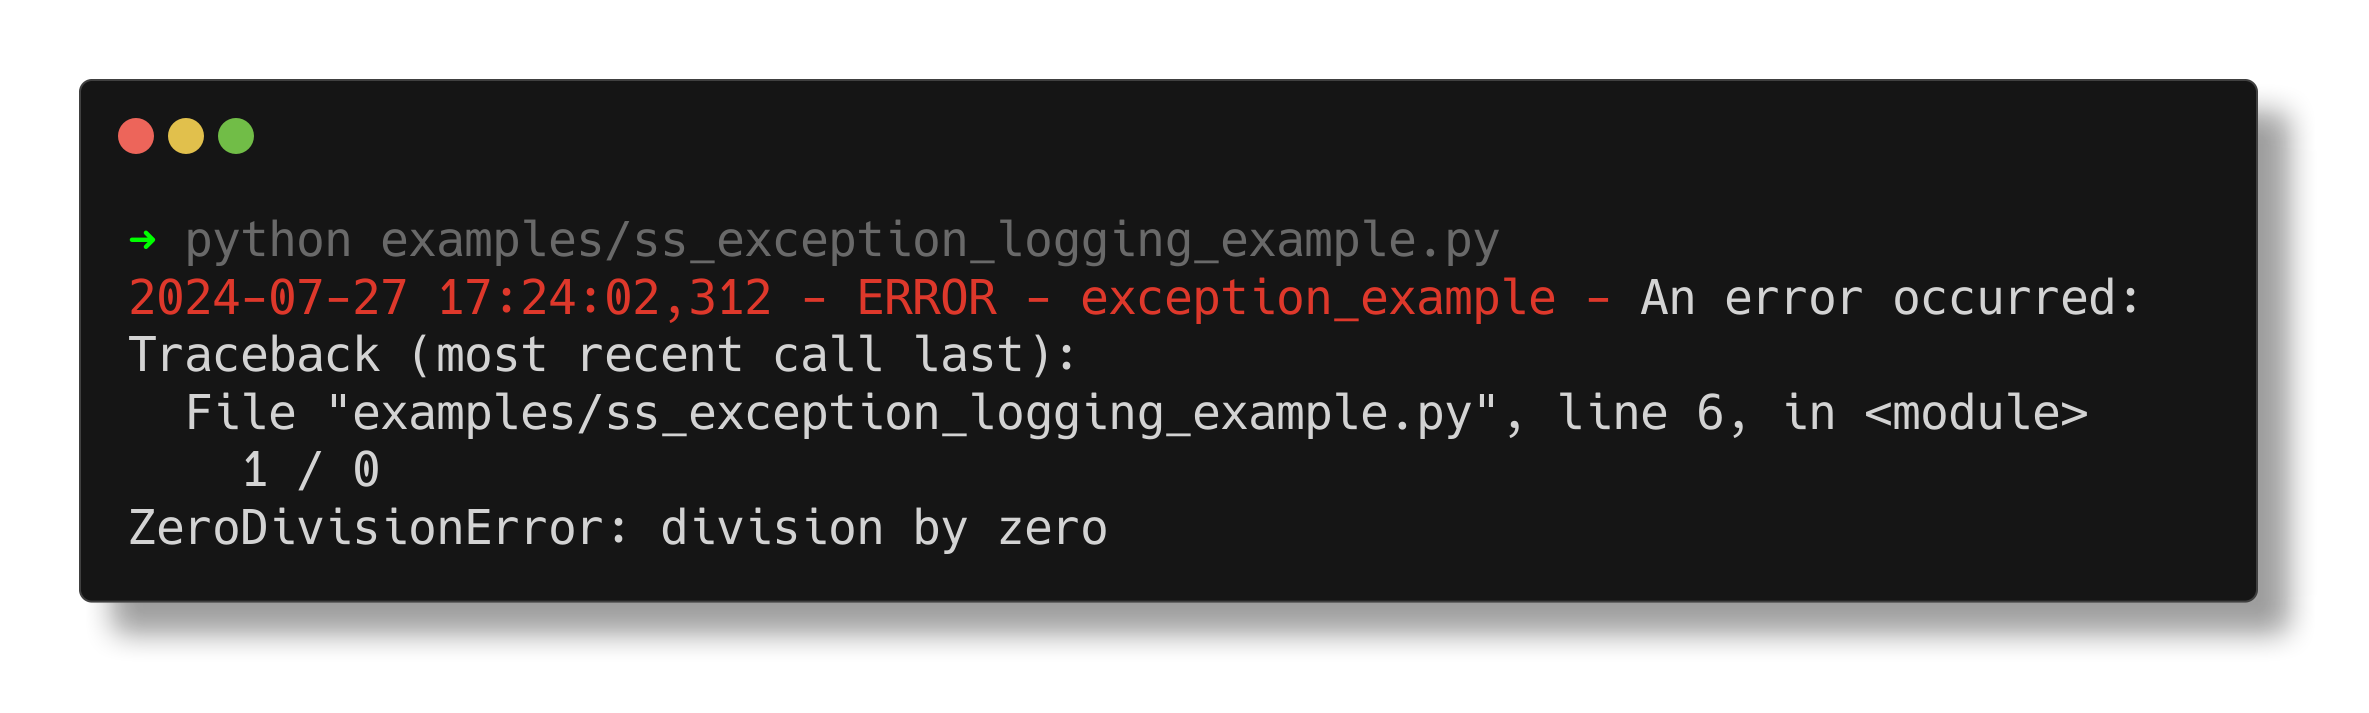 ➜ python examples/ss_exception_logging_example.py
2024-07-27 17:24:02,312 - ERROR - exception_example - An error occurred:
Traceback (most recent call last):
  File "examples/ss_exception_logging_example.py", line 6, in <module>
    1 / 0
ZeroDivisionError: division by zero